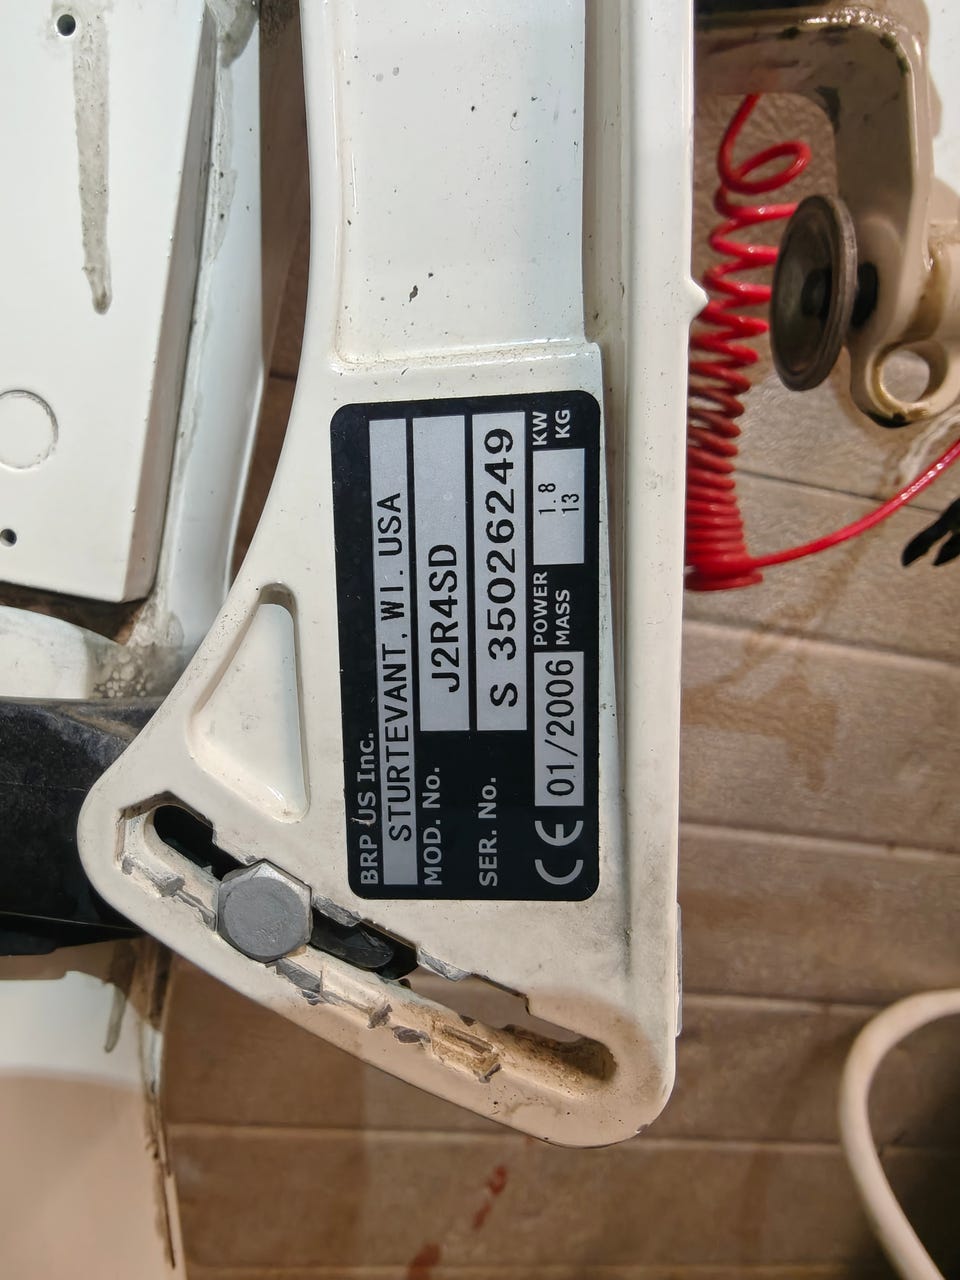 BRP US Inc.
STURTEVANT, WI. USA
MOD. No. J2R4SD
SER. No. S 35026249
CE 01/2006 POWER 1.8 KW
MASS 13 KG